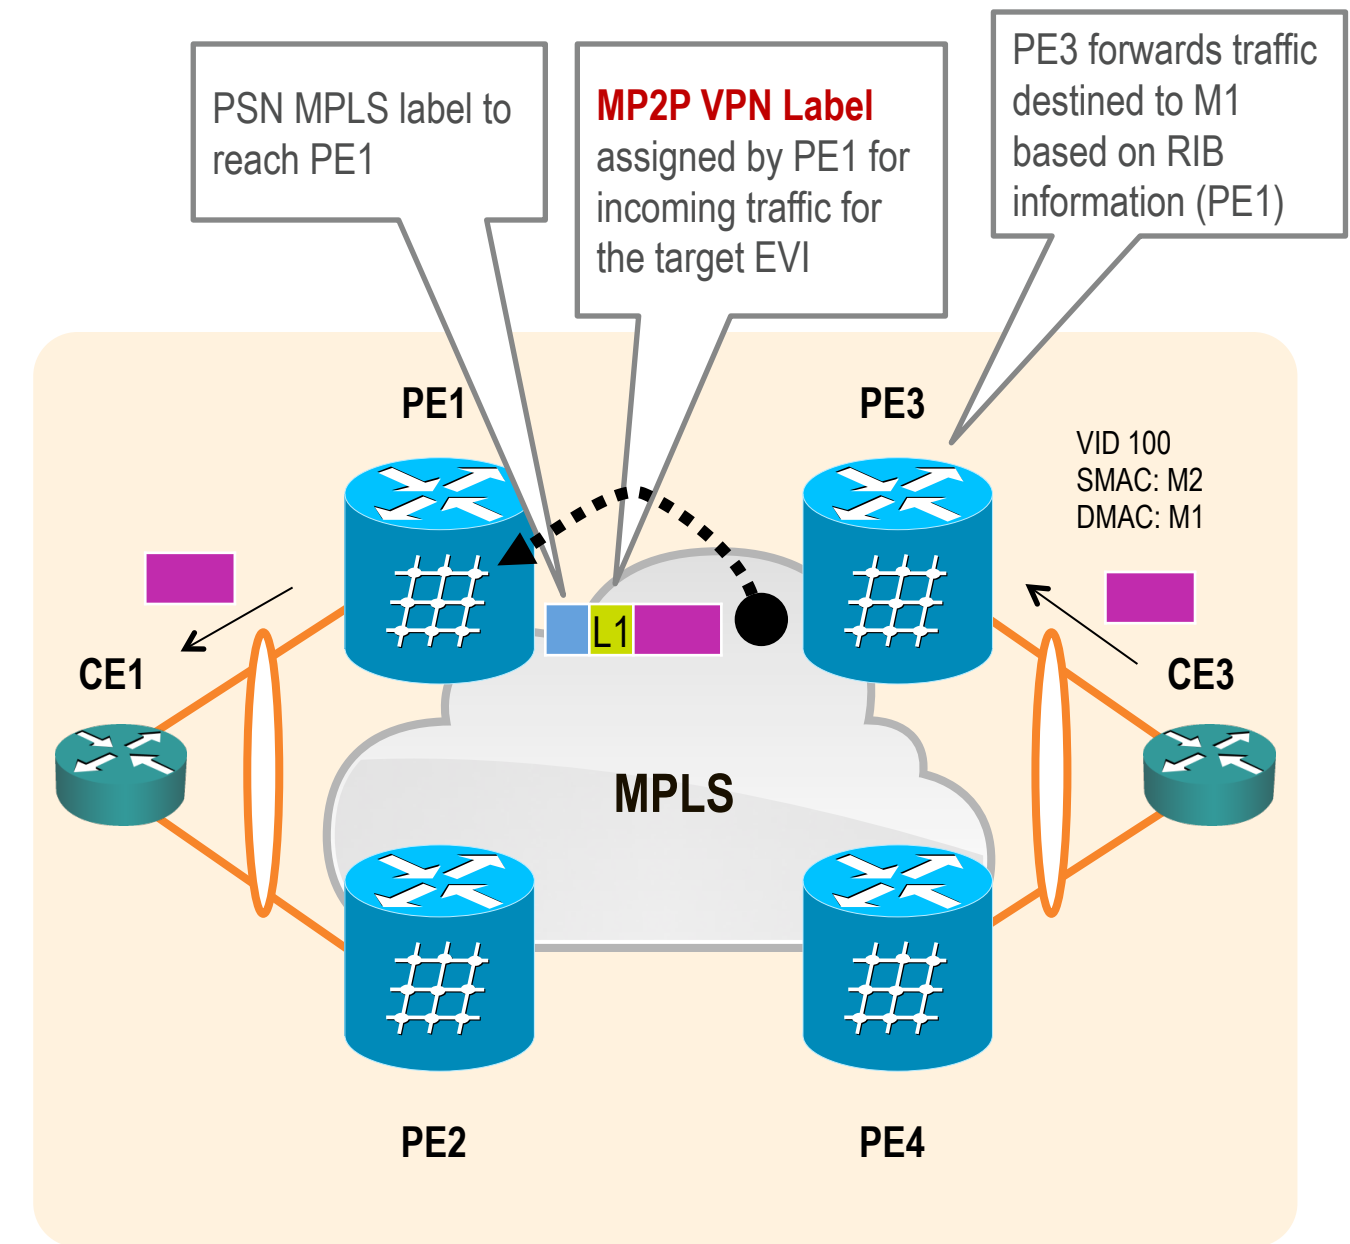 PSN MPLS label to
reach PE1
MP2P VPN Label
assigned by PE1 for
incoming traffic for
the target EVI
PE3 forwards traffic
destined to M1
based on RIB
information (PE1)
PE1
PE3
VID 100
SMAC: M2
DMAC: M1
L1
CE1
CE3
MPLS
PE2
PE4